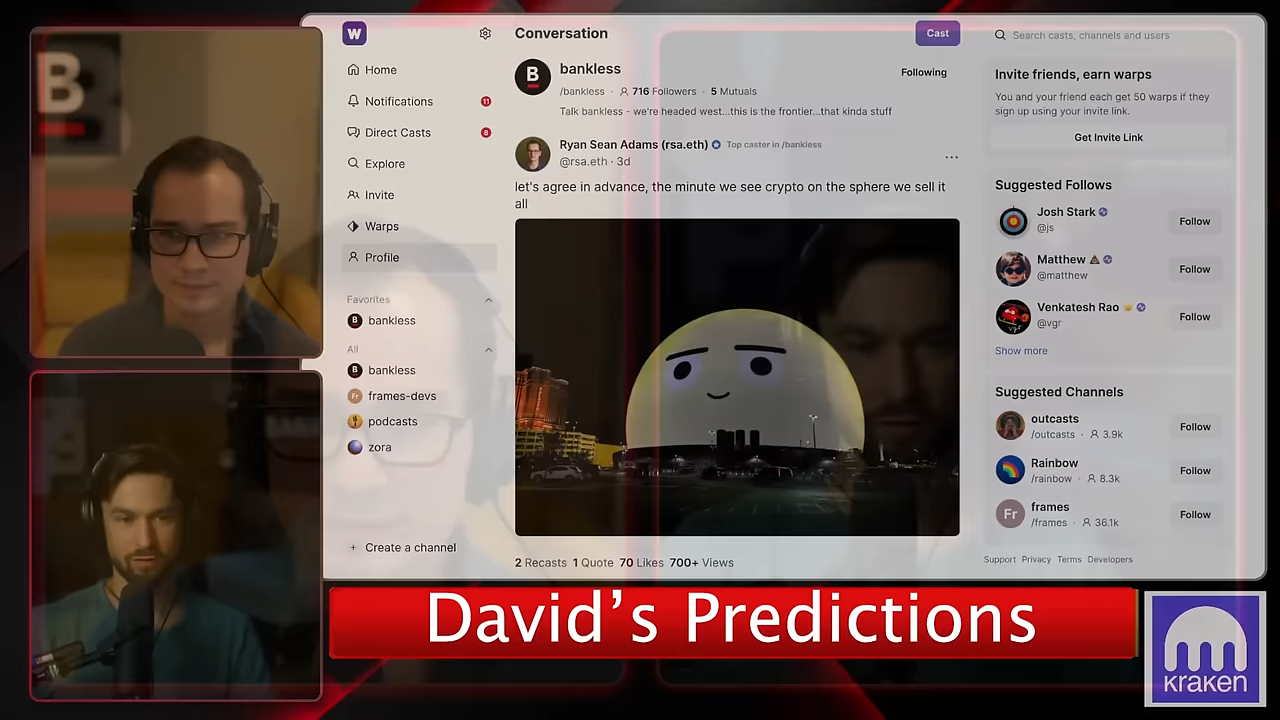 B
W
Home
Notifications
11
Direct Casts
8
Explore
Invite
Warps
Profile
Favorites
bankless
All
bankless
Fr
frames-devs
podcasts
zora
+ Create a channel
Conversation
Cast
B
bankless
Following
/bankless · 716 Followers · 5 Mutuals
Talk bankless - we're headed west...this is the frontier...that kinda stuff
Ryan Sean Adams (rsa.eth) Top caster in /bankless
@rsa.eth · 3d
let's agree in advance, the minute we see crypto on the sphere we sell it
all
2 Recasts 1 Quote 70 Likes 700+ Views
Search casts, channels and users
Invite friends, earn warps
You and your friend each get 50 warps if they
sign up using your invite link.
Get Invite Link
Suggested Follows
Josh Stark
@js
Follow
Matthew
@matthew
Follow
Venkatesh Rao
@vgr
Follow
Show more
Suggested Channels
outcasts
/outcasts · 3.9k
Follow
Rainbow
/rainbow · 8.3k
Follow
Fr
frames
/frames · 36.1k
Follow
Support Privacy Terms Developers
David's Predictions
kraken